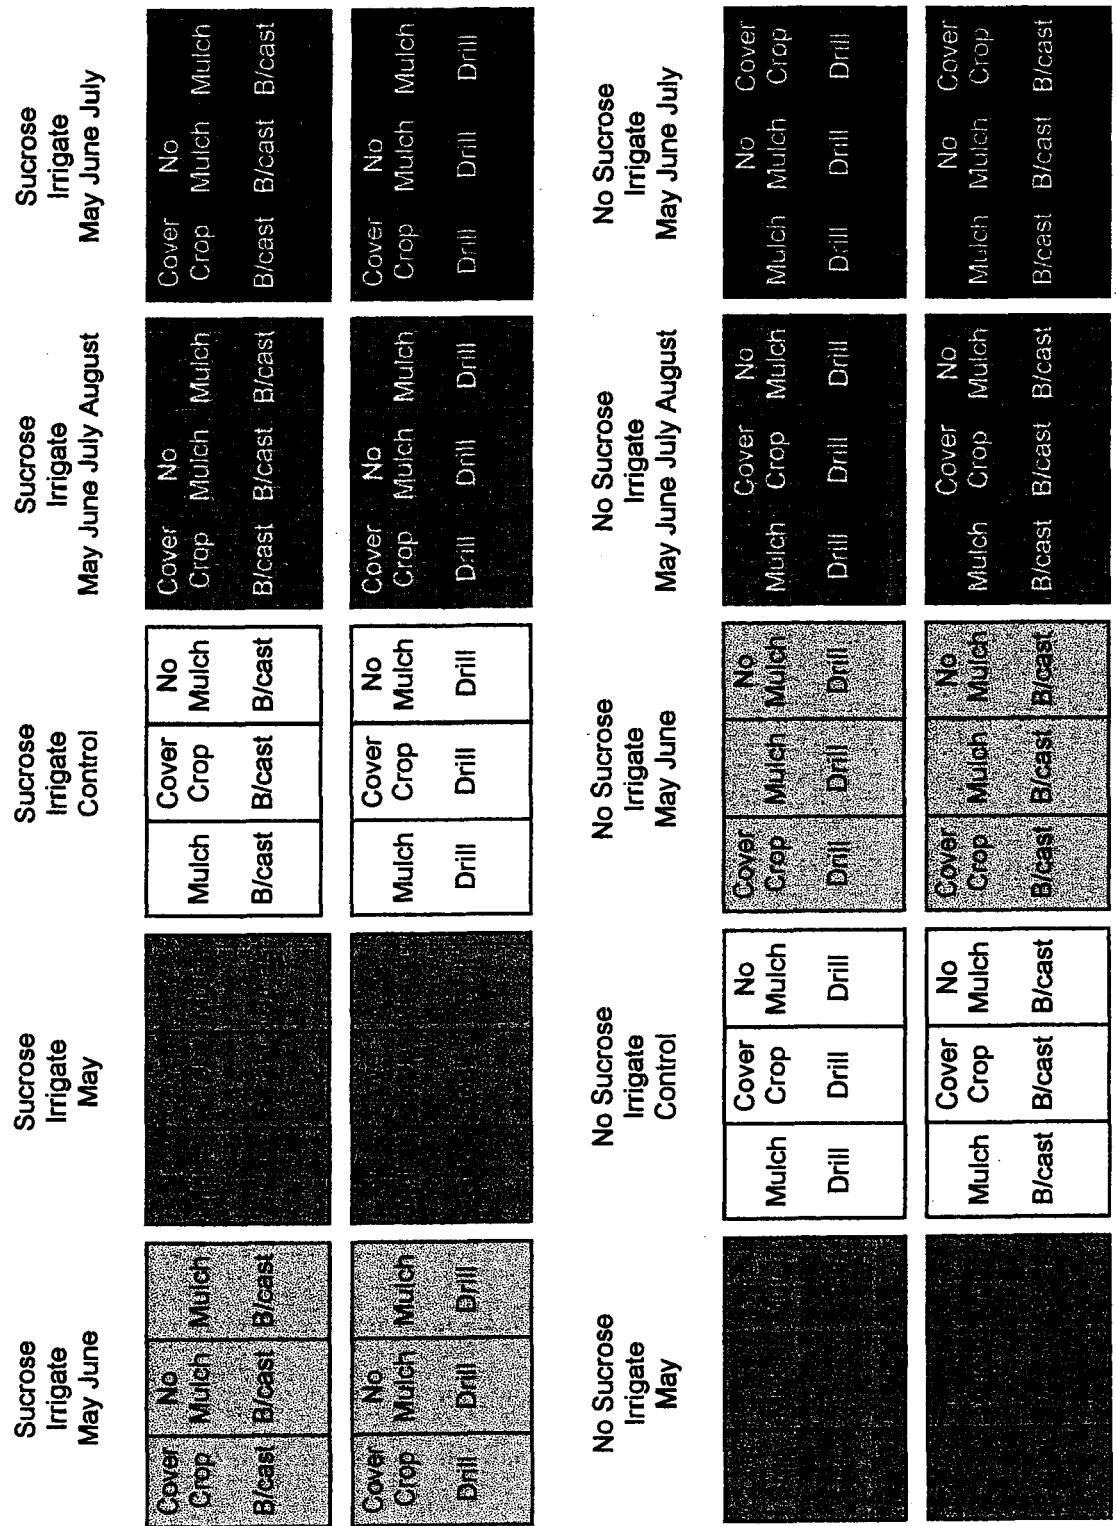 Sucrose
Irrigate
May June
Cover No
Crop Mulch Mulch
B/cast B/cast B/cast
Cover No
Crop Mulch Mulch
Drill Drill Drill
Sucrose
Irrigate
May
Sucrose
Irrigate
Control
Cover No
Mulch Crop Mulch
B/cast B/cast B/cast
Cover No
Mulch Crop Mulch
Drill Drill Drill
Sucrose
Irrigate
May June July August
Cover No
Crop Mulch Mulch
B/cast B/cast B/cast
Cover No
Crop Mulch Mulch
Drill Drill Drill
Sucrose
Irrigate
May June July
Cover No
Crop Mulch Mulch
B/cast B/cast B/cast
Cover No
Crop Mulch Mulch
Drill Drill Drill
No Sucrose
Irrigate
May
No Sucrose
Irrigate
Control
Cover No
Mulch Crop Mulch
Drill Drill Drill
Cover No
Mulch Crop Mulch
B/cast B/cast B/cast
No Sucrose
Irrigate
May June
Cover No
Crop Mulch Mulch
Drill Drill Drill
Cover No
Crop Mulch Mulch
B/cast B/cast B/cast
No Sucrose
Irrigate
May June July August
Cover No
Mulch Crop Mulch
Drill Drill Drill
Cover No
Mulch Crop Mulch
B/cast B/cast B/cast
No Sucrose
Irrigate
May June July
No Cover
Mulch Mulch Crop
Drill Drill Drill
No Cover
Mulch Mulch Crop
B/cast B/cast B/cast